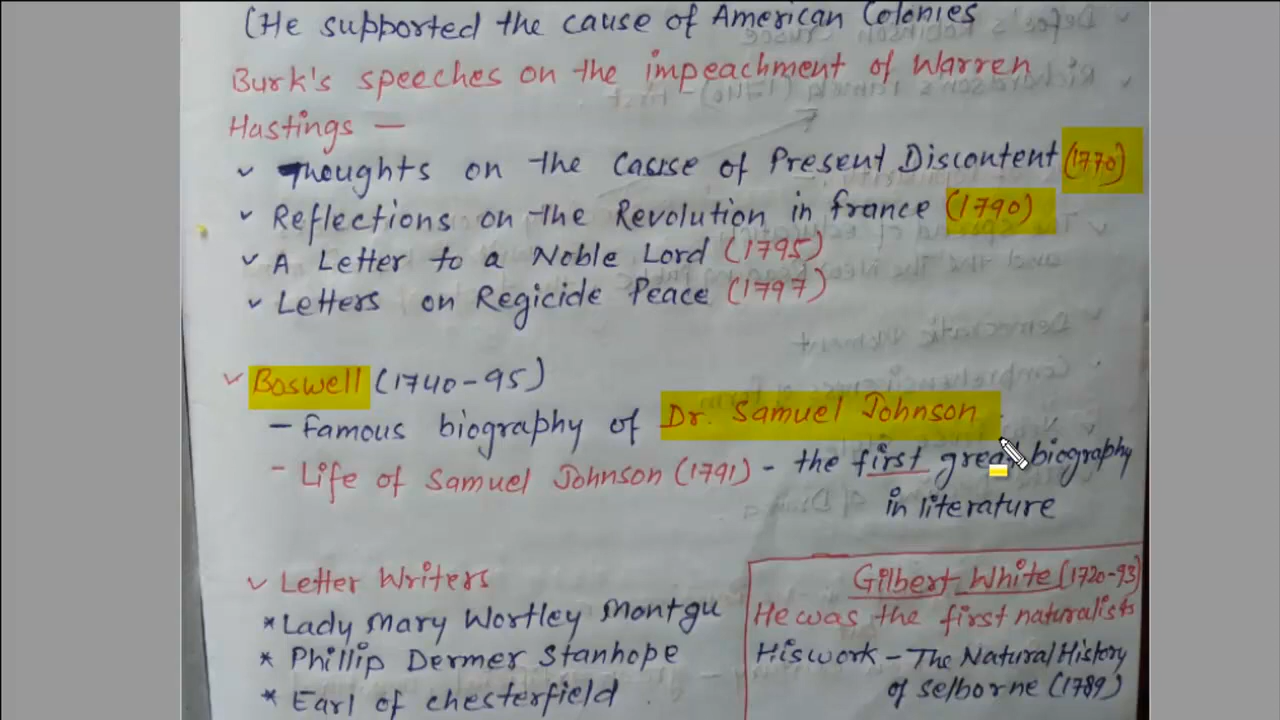 (He supported the cause of American Colonies
Burk's speeches on the impeachment of Warren
Hastings —
✓ Thoughts on the Cause of Present Discontent (1770)
✓ Reflections on the Revolution in france (1790)
✓ A Letter to a Noble Lord (1795)
✓ Letters on Regicide Peace (1797)
✓ Boswell (1740-95)
- Famous biography of Dr. Samuel Johnson
- Life of Samuel Johnson (1791) - the first great biography
in literature
✓ Letter Writers
* Lady Mary Wortley Montgu
* Phillip Dermer Stanhope
* Earl of chesterfield
Gilbert White (1720-93)
He was the first naturalists
His work - The Natural History
of Selborne (1789)